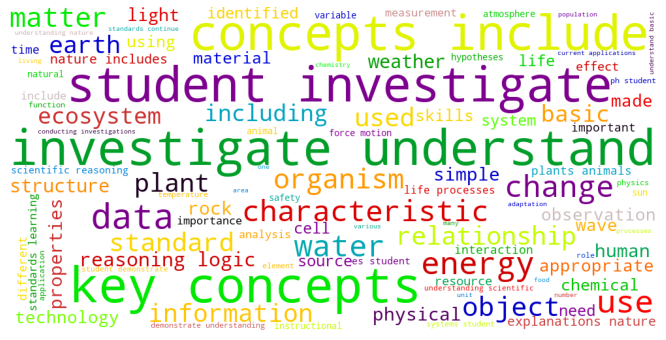 understanding nature
standards continue
matter
light
identified
variable
measurement
atmosphere
population
concepts include
understand basic
time
earth
using
hypotheses
current applications
living
nature includes
material
weather
life
effect
chemistry
natural
student investigate
ph student
include
function
ecosystem
including
used
skills
system
basic
made
important
conducting investigations
animal
force motion
investigate understand
scientific reasoning
one
plants animals
physics
structure
plant
organism
simple
change
sun
temperature
area
safety
life processes
adaptation
standards learning
application
different
properties
data
rock
importance
characteristic
various
many
observation
processes
cell
analysis
standard
water
relationship
wave
interaction
role
human
reasoning logic
source
es student
energy
appropriate
student demonstrate
element
resource
food
chemical
key concepts
understanding scientific
unit
number
use
technology
information
physical
object
need
demonstrate understanding
instructional
systems student
explanations nature